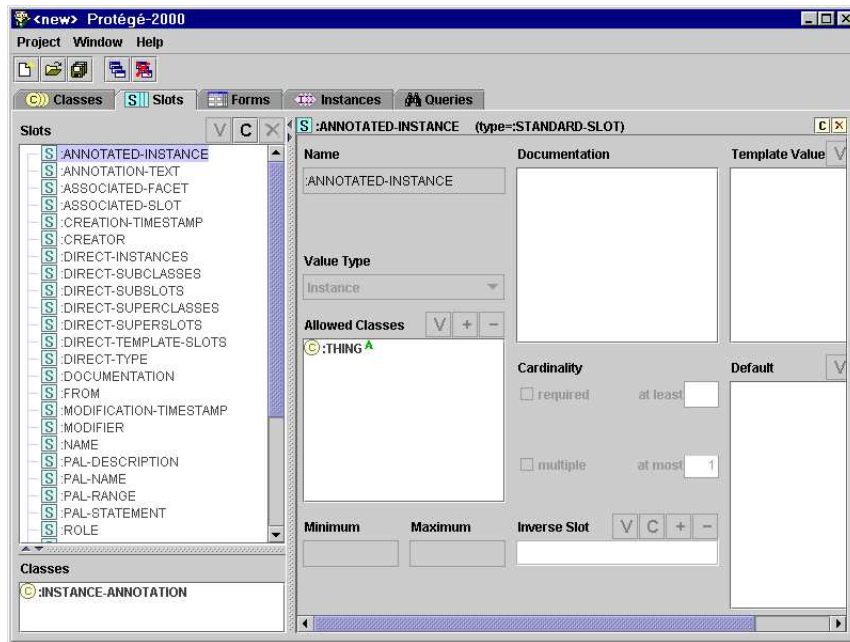 <new> Protégé-2000
Project Window Help
C Classes S Slots Forms Instances Queries
Slots V C
S :ANNOTATED-INSTANCE
S :ANNOTATION-TEXT
S :ASSOCIATED-FACET
S :ASSOCIATED-SLOT
S :CREATION-TIMESTAMP
S :CREATOR
S :DIRECT-INSTANCES
S :DIRECT-SUBCLASSES
S :DIRECT-SUBSLOTS
S :DIRECT-SUPERCLASSES
S :DIRECT-SUPERSLOTS
S :DIRECT-TEMPLATE-SLOTS
S :DIRECT-TYPE
S :DOCUMENTATION
S :FROM
S :MODIFICATION-TIMESTAMP
S :MODIFIER
S :NAME
S :PAL-DESCRIPTION
S :PAL-NAME
S :PAL-RANGE
S :PAL-STATEMENT
S :ROLE
Classes
C :INSTANCE-ANNOTATION
S :ANNOTATED-INSTANCE (type=:STANDARD-SLOT) C
Name
:ANNOTATED-INSTANCE
Value Type
Instance
Allowed Classes V + −
C :THING A
Minimum Maximum
Documentation
Cardinality
required at least
multiple at most 1
Inverse Slot V C + −
Template Value V
Default V